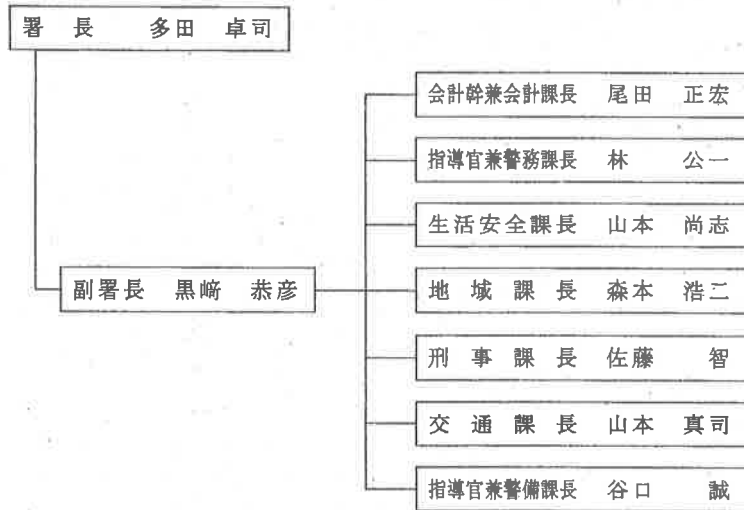 署長 多田 卓司
会計幹兼会計課長 尾田 正宏
指導官兼警務課長 林 公一
生活安全課長 山本 尚志
副署長 黒﨑 恭彦
地域課長 森本 浩二
刑事課長 佐藤 智
交通課長 山本 真司
指導官兼警備課長 谷口 誠